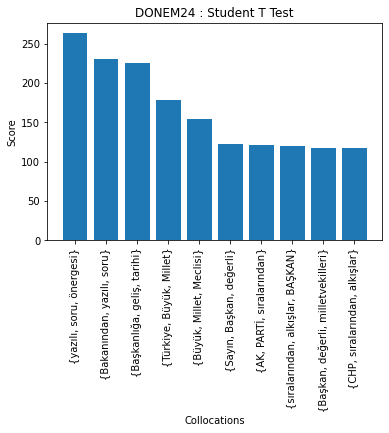 DONEM24 : Student T Test
Score
250
200
150
100
50
0
{yazılı, soru, önergesi}
{Bakanından, yazılı, soru}
{Başkanlığa, geliş, tarihi}
{Türkiye, Büyük, Millet}
{Büyük, Millet, Meclisi}
{Sayın, Başkan, değerli}
{AK, PARTİ, sıralarından}
{sıralarından, alkışlar, BAŞKAN}
{Başkan, değerli, milletvekilleri}
{CHP, sıralarından, alkışlar}
Collocations